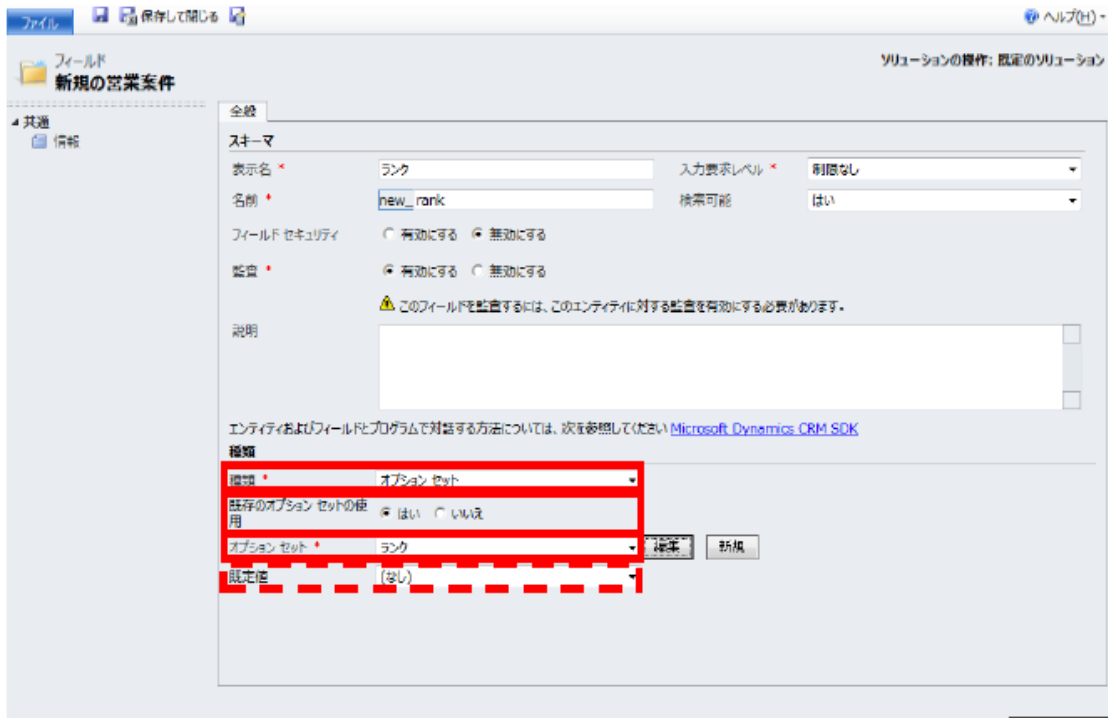 ファイル 保存して閉じる ヘルプ(H)
フィールド
新規の営業案件
ソリューションの操作: 既定のソリューション
共通
情報
全般
スキーマ
表示名 * ランク 入力要求レベル * 制限なし
名前 * new_ rank 検索可能 はい
フィールド セキュリティ 有効にする 無効にする
監査 * 有効にする 無効にする
このフィールドを監査するには、このエンティティに対する監査を有効にする必要があります。
説明
エンティティおよびフィールドとプログラムで対話する方法については、次を参照してください Microsoft Dynamics CRM SDK
種類
種類 * オプション セット
既存のオプション セットの使
用 はい いいえ
オプション セット * ランク 編集 新規
既定値 (なし)